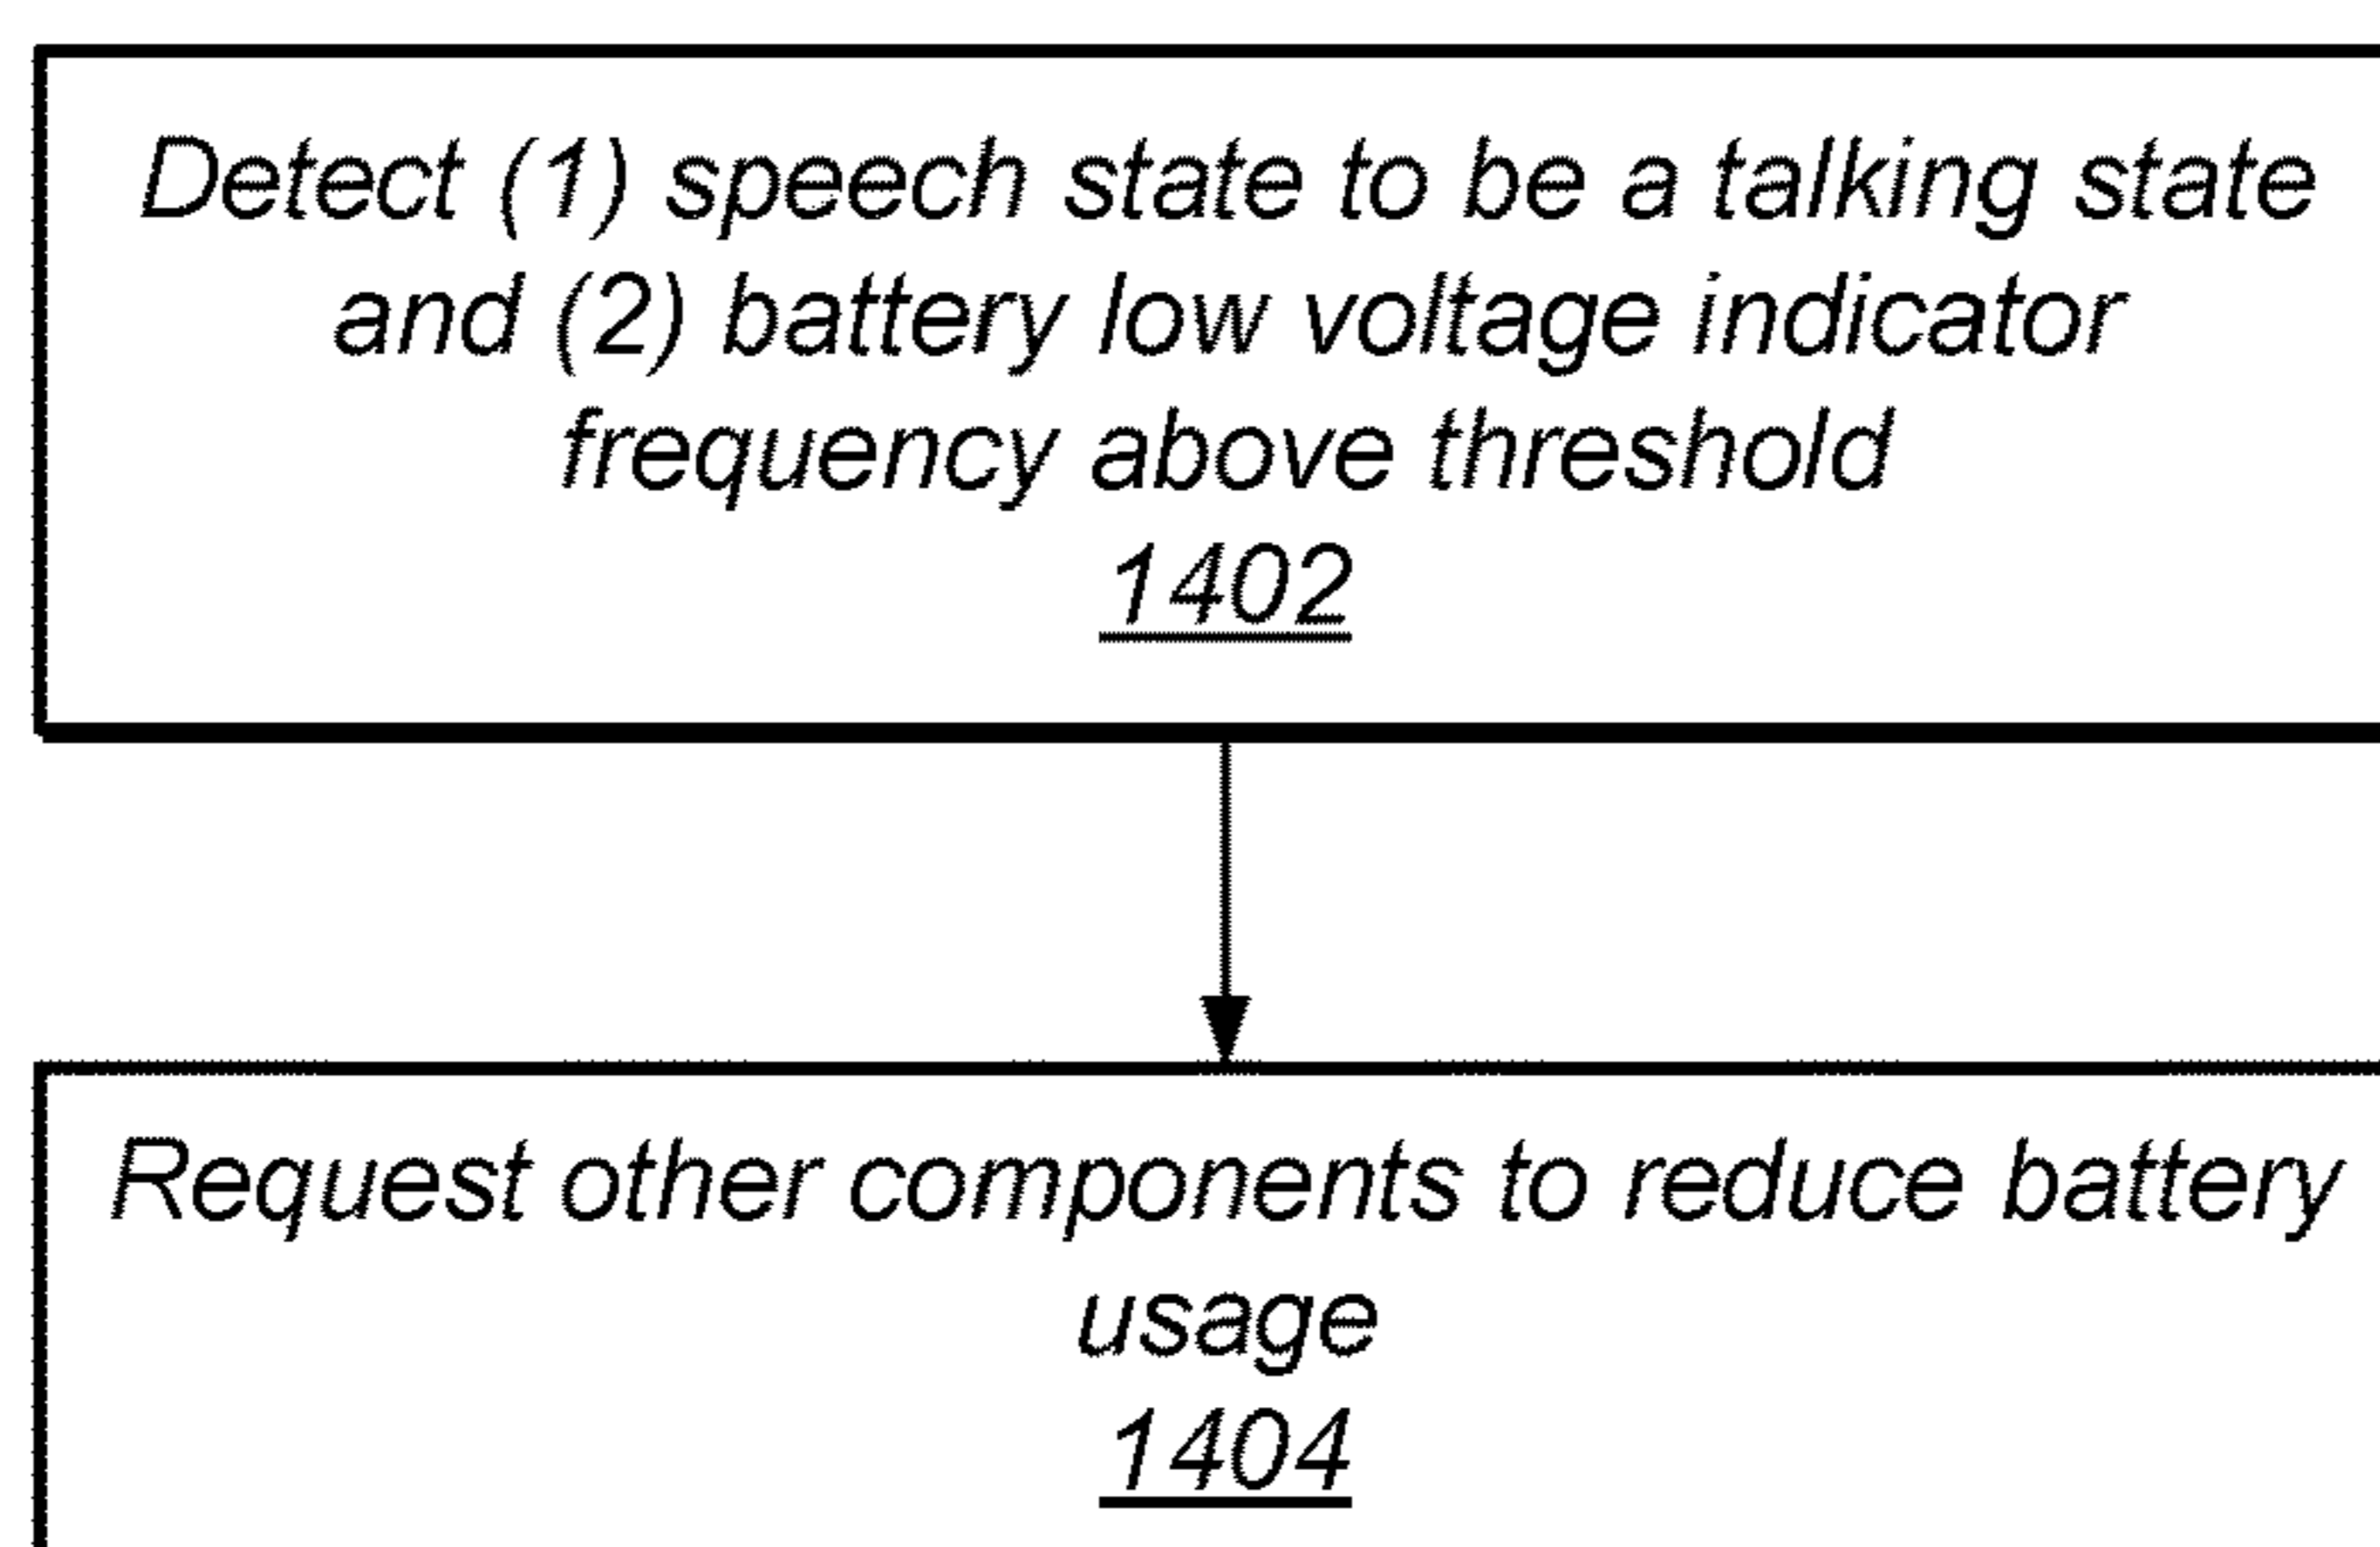 Detect (1) speech state to be a talking state
and (2) battery low voltage indicator
frequency above threshold
1402
Request other components to reduce battery
usage
1404